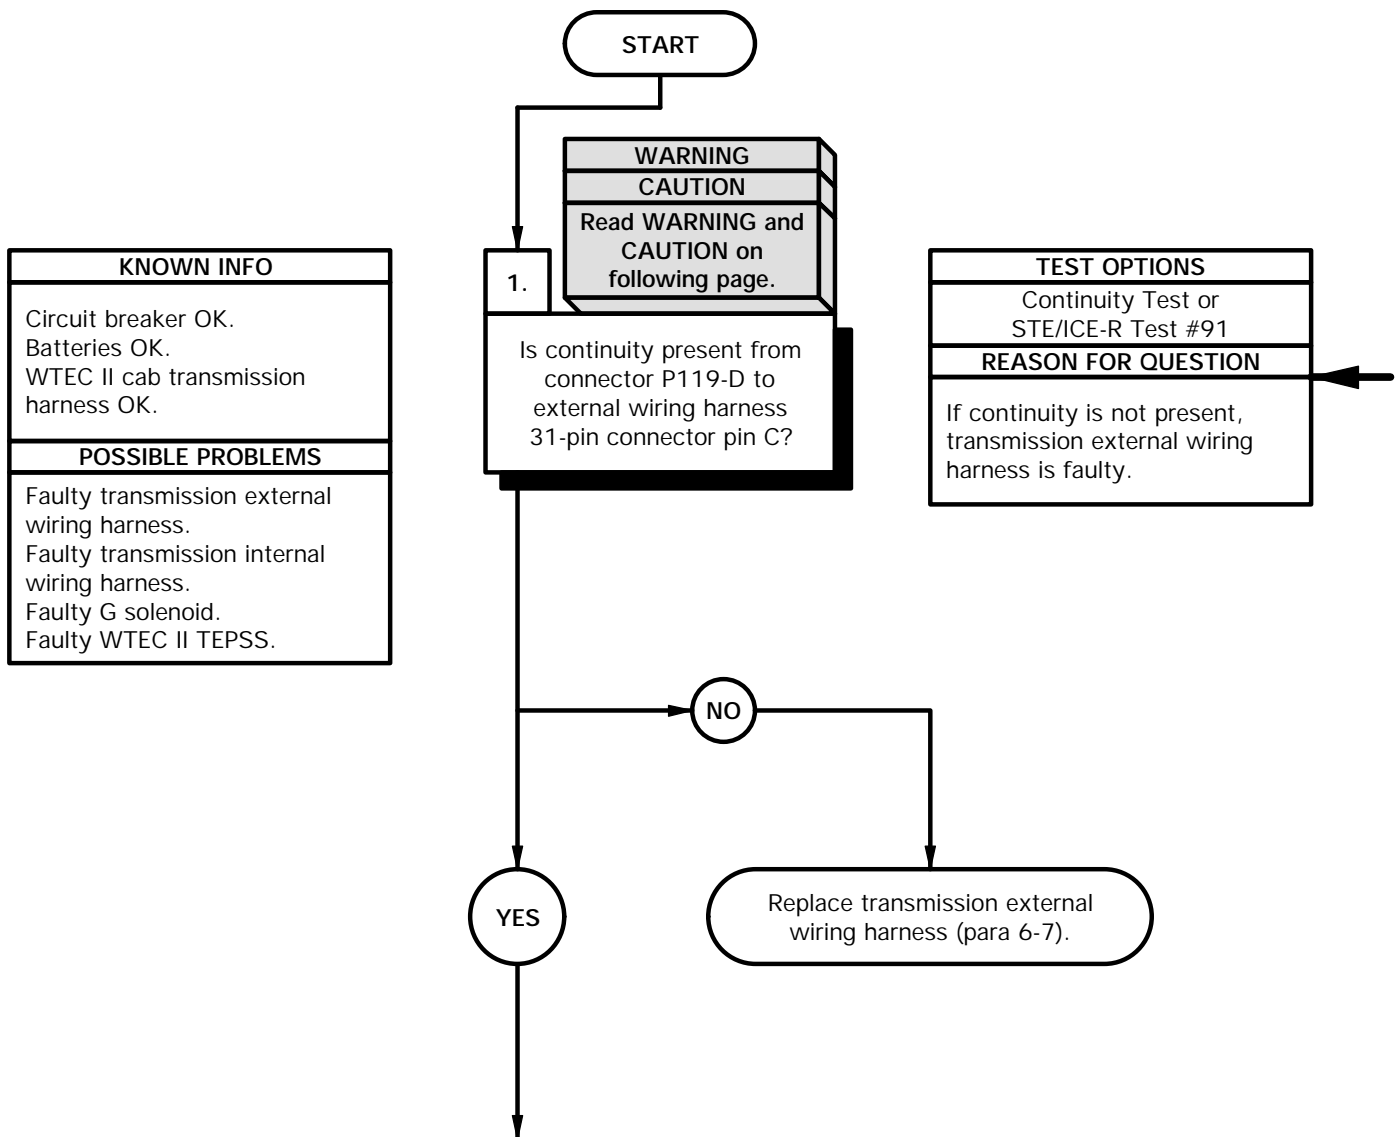 START
WARNING
CAUTION
Read WARNING and
CAUTION on
following page.
1.
Is continuity present from
connector P119-D to
external wiring harness
31-pin connector pin C?
KNOWN INFO
Circuit breaker OK.
Batteries OK.
WTEC II cab transmission
harness OK.
POSSIBLE PROBLEMS
Faulty transmission external
wiring harness.
Faulty transmission internal
wiring harness.
Faulty G solenoid.
Faulty WTEC II TEPSS.
TEST OPTIONS
Continuity Test or
STE/ICE-R Test #91
REASON FOR QUESTION
If continuity is not present,
transmission external wiring
harness is faulty.
NO
YES
Replace transmission external
wiring harness (para 6-7).